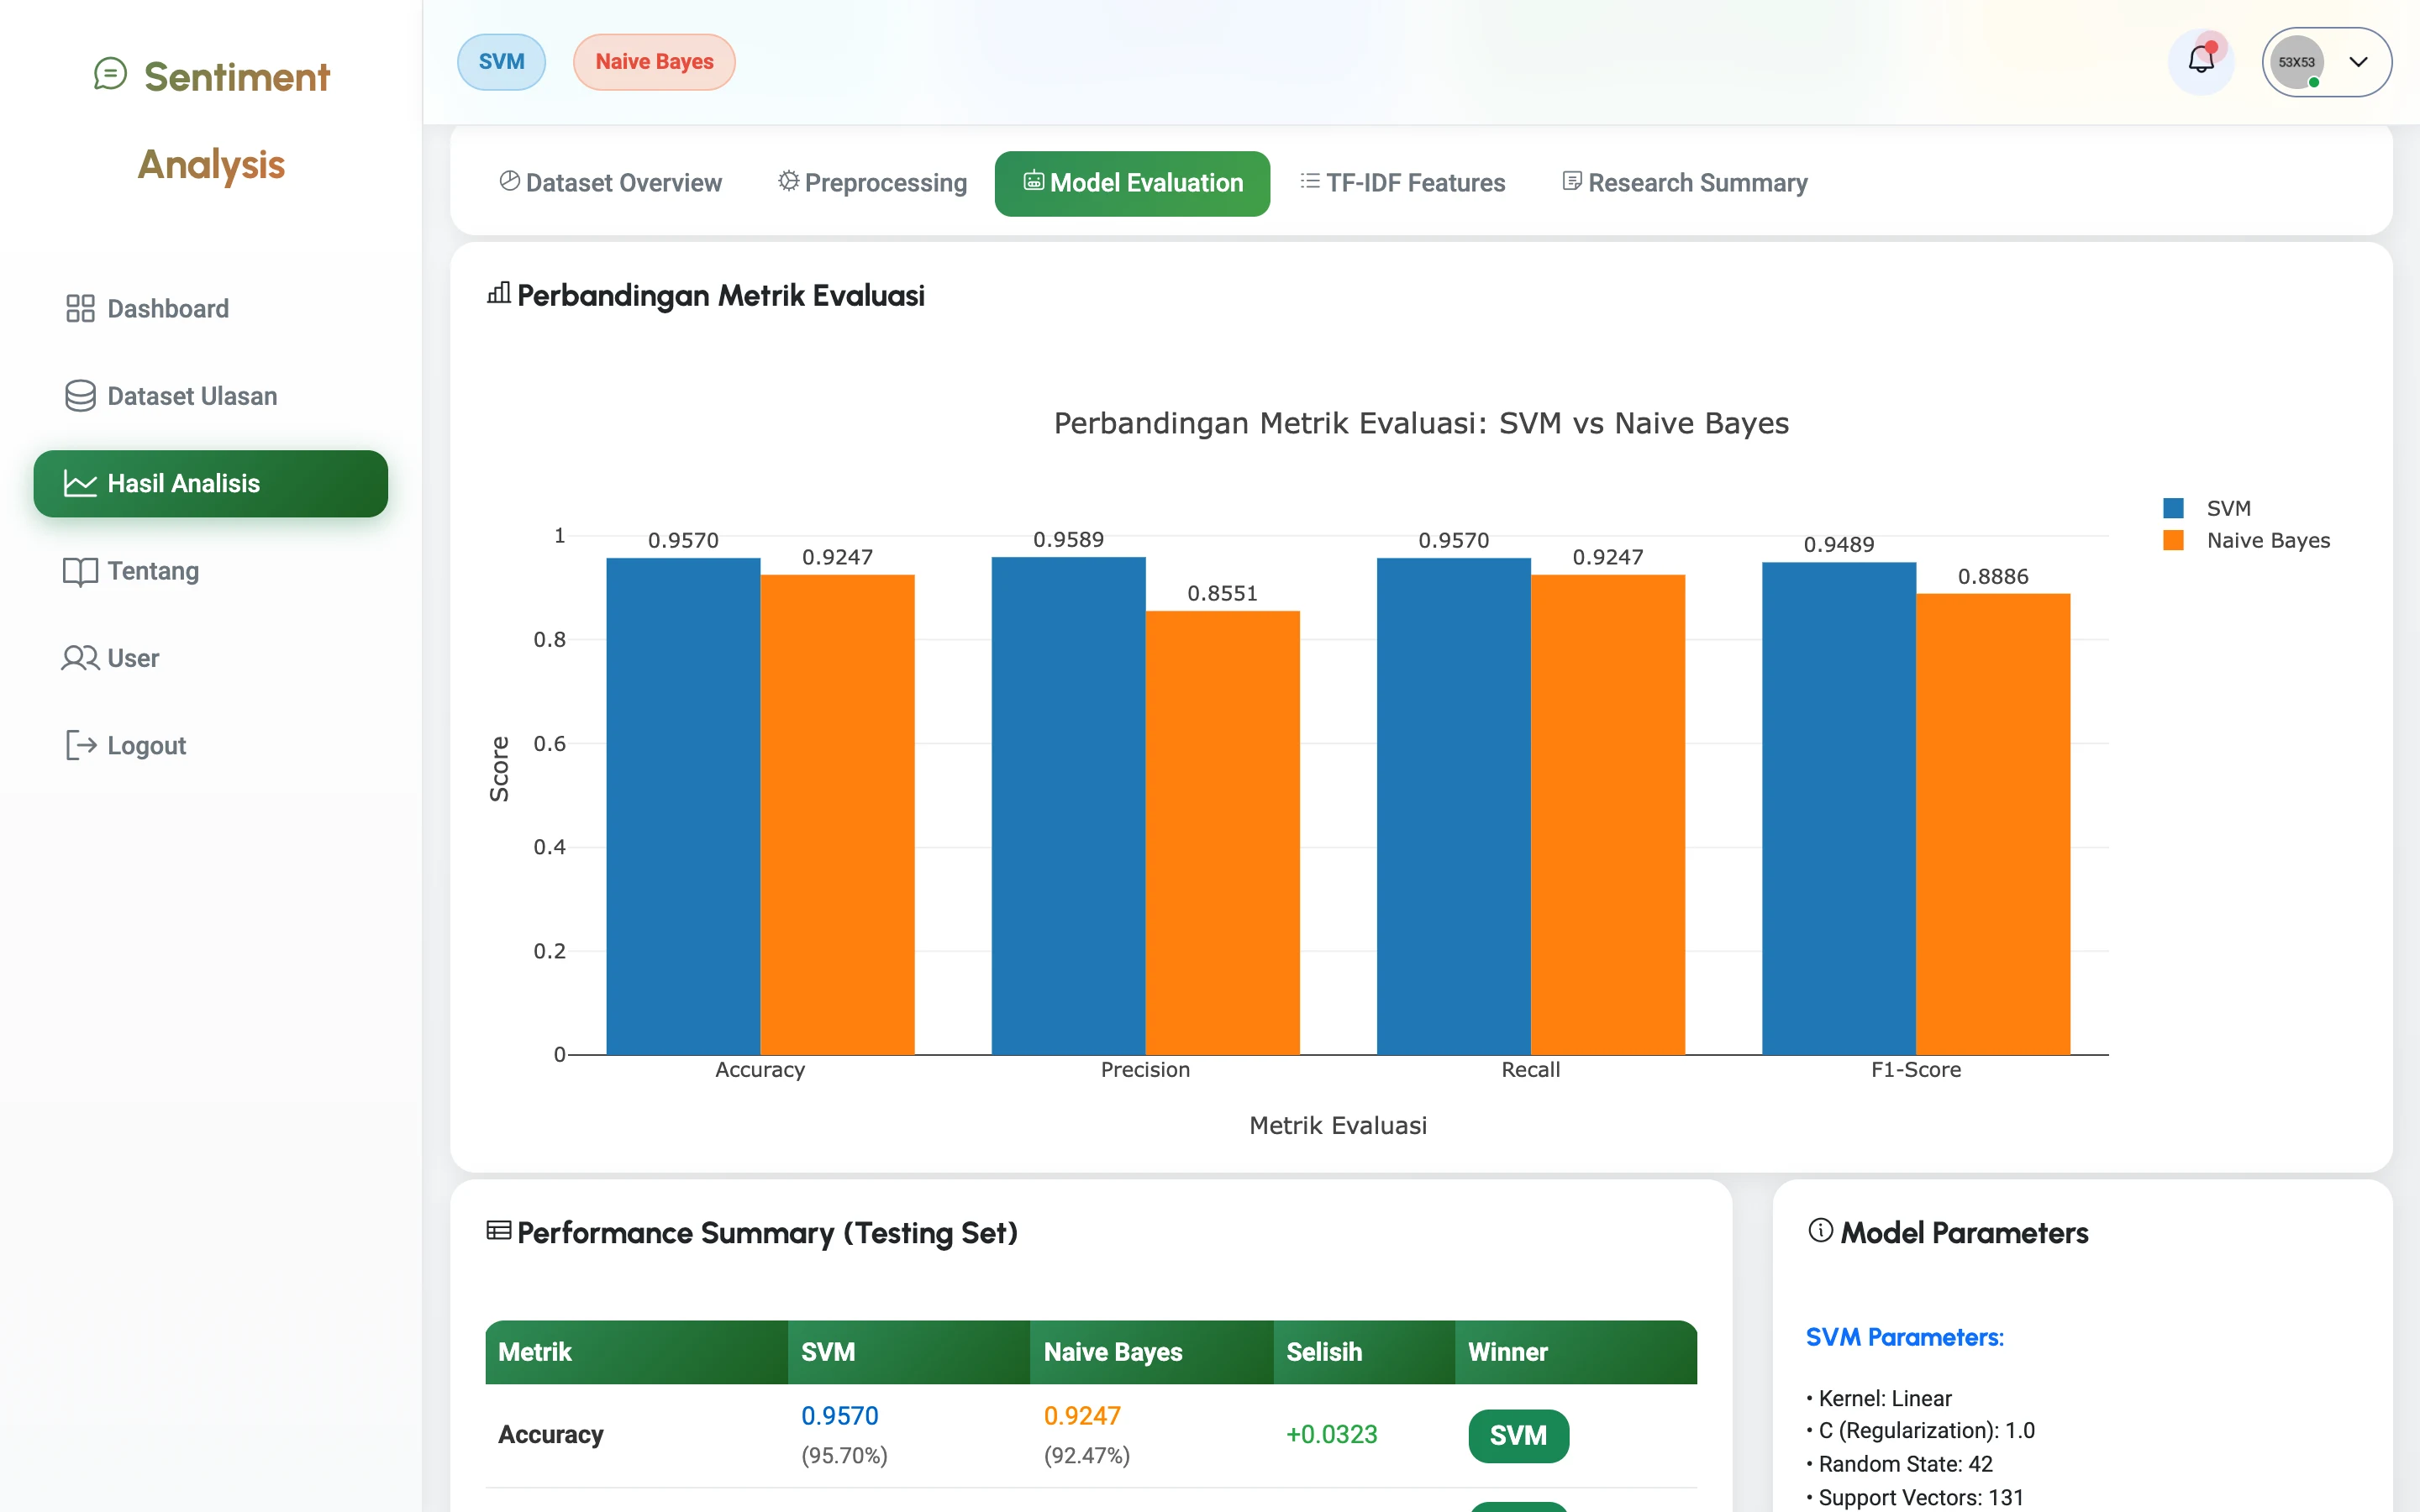 Sentiment
Analysis
Dashboard
Dataset Ulasan
Hasil Analisis
Tentang
User
Logout
SVM
Naive Bayes
53X53
Dataset Overview
Preprocessing
Model Evaluation
TF-IDF Features
Research Summary
Perbandingan Metrik Evaluasi
Perbandingan Metrik Evaluasi: SVM vs Naive Bayes
SVM
Naive Bayes
1
0.8
0.6
0.4
0.2
0
Score
0.9570
0.9247
0.9589
0.8551
0.9570
0.9247
0.9489
0.8886
Accuracy
Precision
Recall
F1-Score
Metrik Evaluasi
Performance Summary (Testing Set)
Metrik SVM Naive Bayes Selisih Winner
Accuracy 0.9570 0.9247 +0.0323 SVM
(95.70%) (92.47%)
Model Parameters
SVM Parameters:
• Kernel: Linear
• C (Regularization): 1.0
• Random State: 42
• Support Vectors: 131